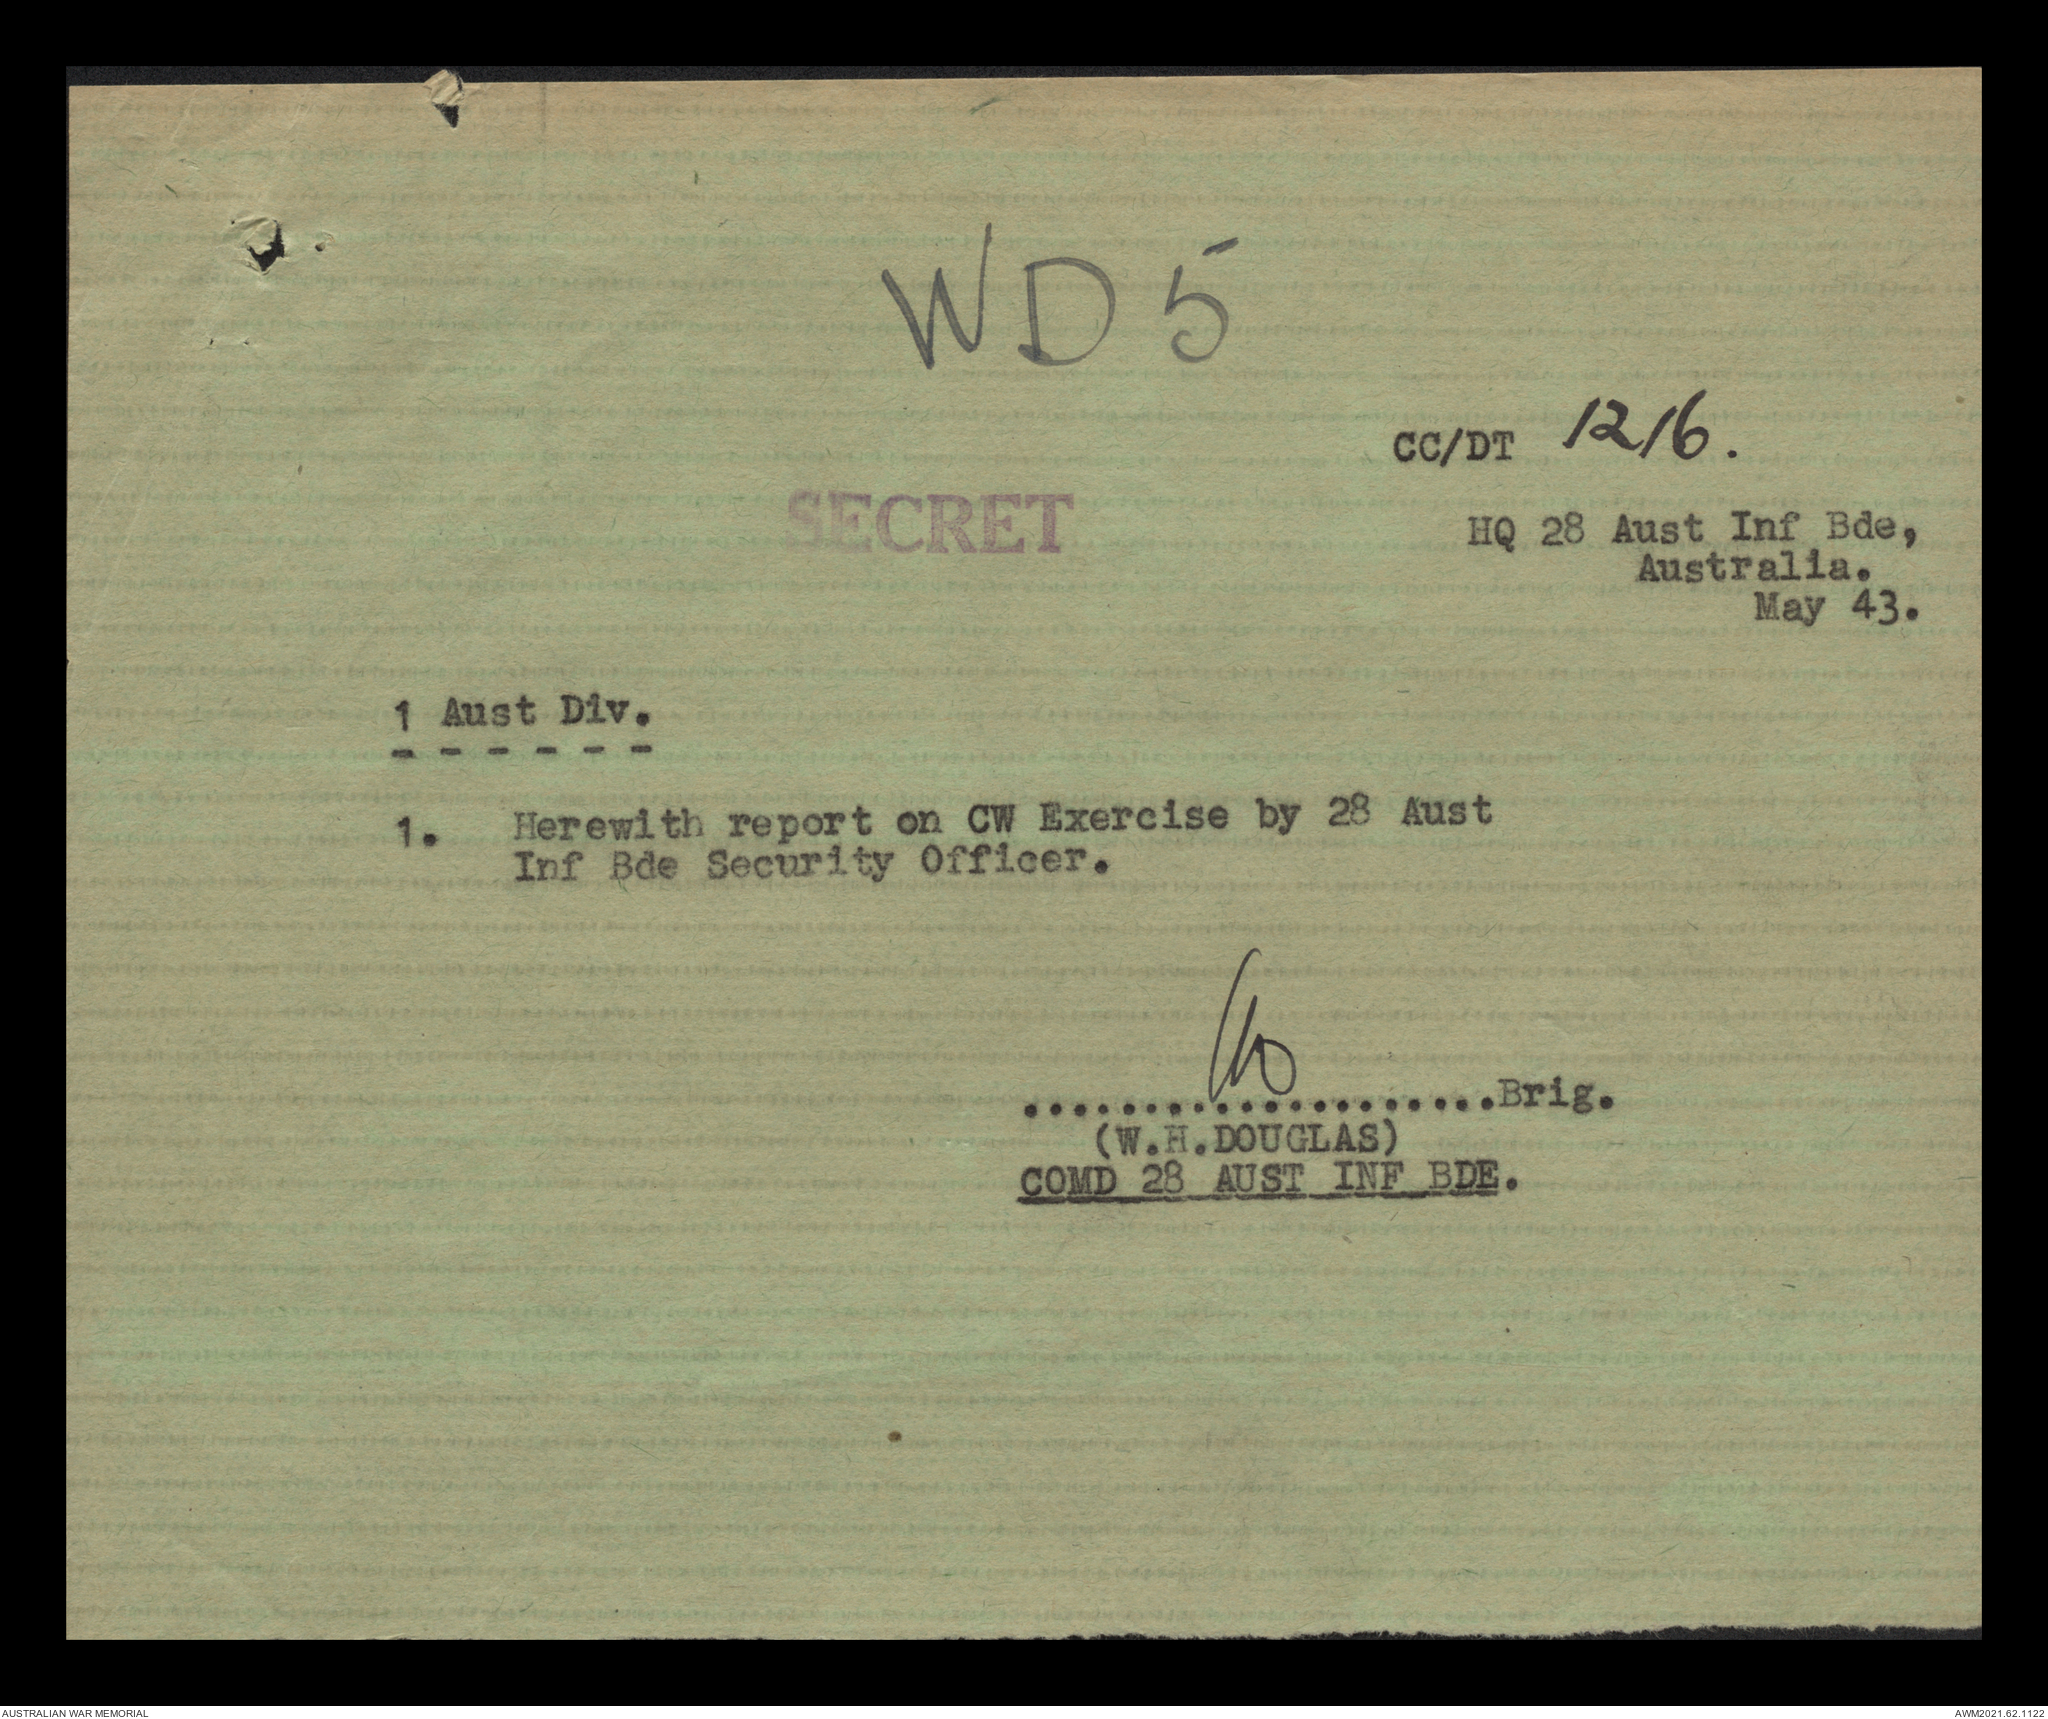 WD 5
CC/DT 1216.
SECRET
HQ 28 Aust Inf Bde,
Australia.
May 43.
1 Aust Div.
- - - - - -
1. Herewith report on CW Exercise by 28 Aust
Inf Bde Security Officer.
......................Brig.
(W.H.DOUGLAS)
COMD 28 AUST INF BDE.
AUSTRALIAN WAR MEMORIAL
AWM2021.62.1122